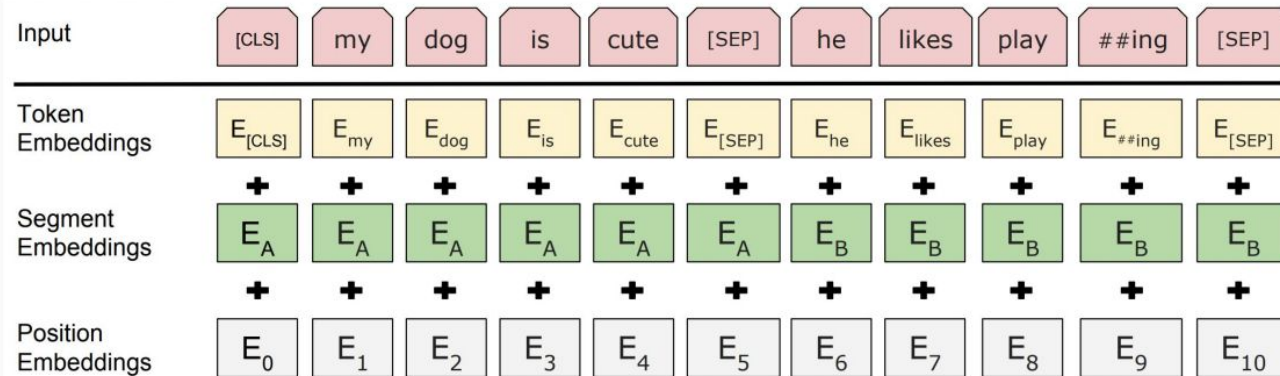 Input [CLS] my dog is cute [SEP] he likes play ##ing [SEP]
Token
Embeddings E[CLS] Emy Edog Eis Ecute E[SEP] Ehe Elikes Eplay E##ing E[SEP]
+ + + + + + + + + + +
Segment
Embeddings EA EA EA EA EA EA EB EB EB EB EB
+ + + + + + + + + + +
Position
Embeddings E0 E1 E2 E3 E4 E5 E6 E7 E8 E9 E10